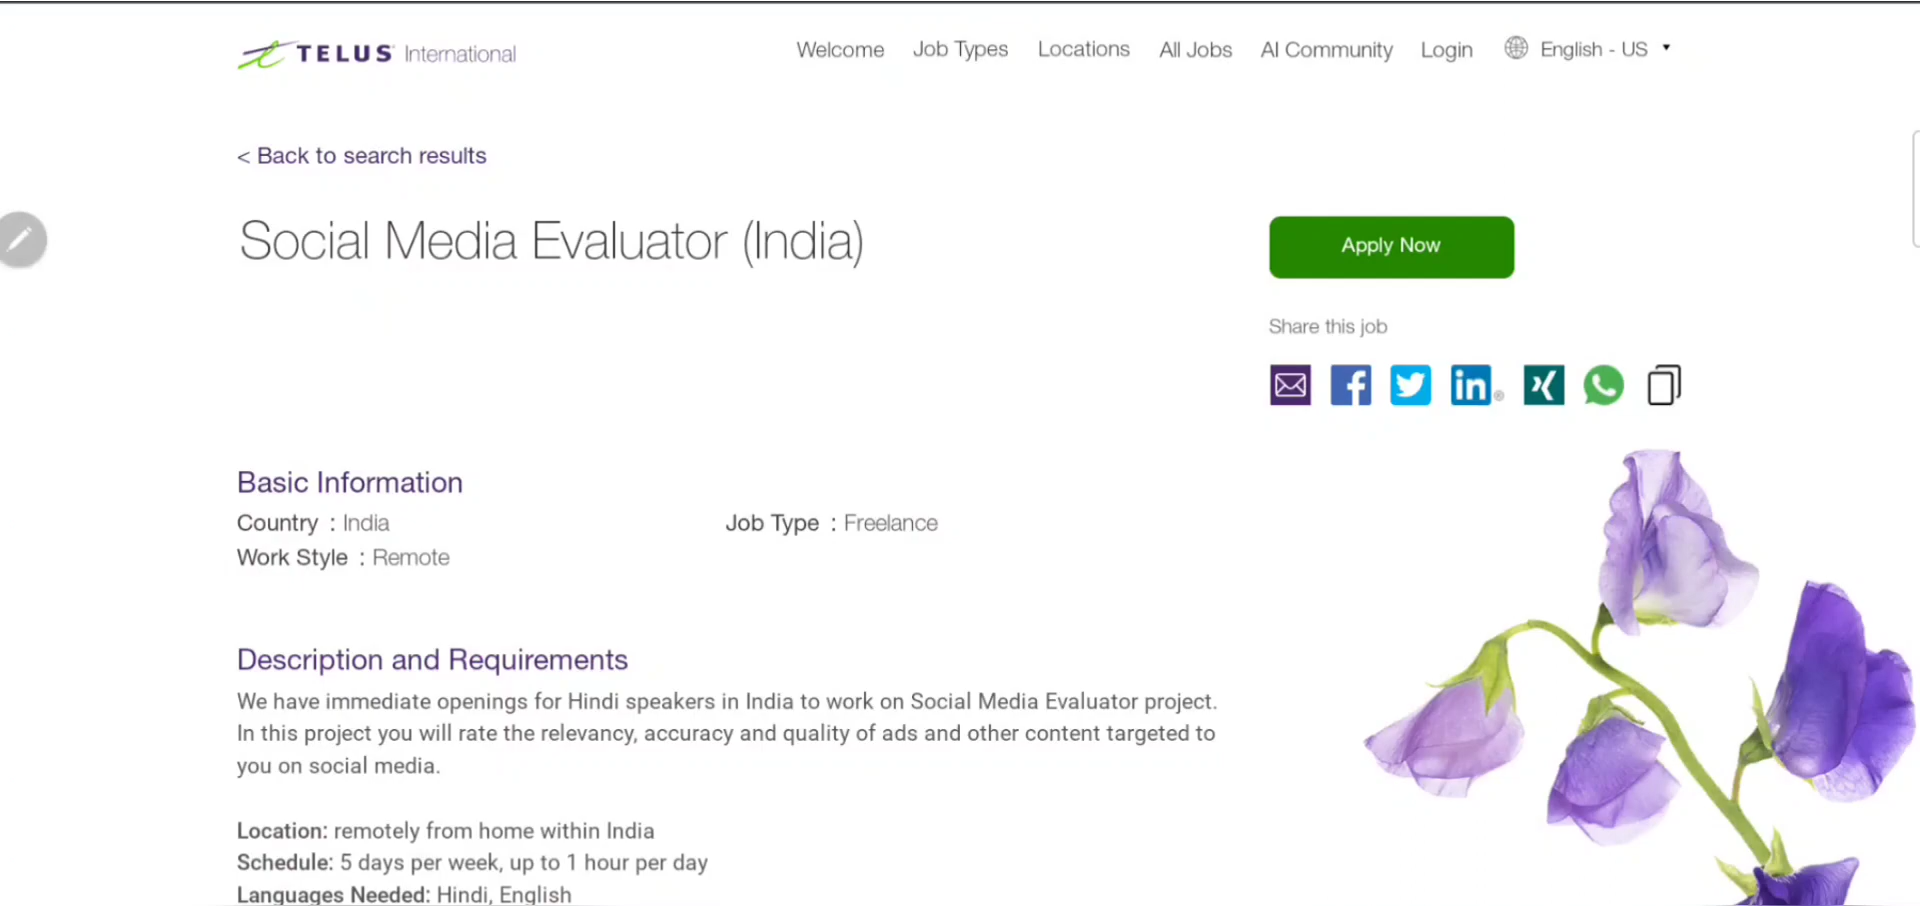 TELUS International
Welcome Job Types Locations All Jobs AI Community Login English - US
< Back to search results
Social Media Evaluator (India)
Apply Now
Share this job
Basic Information
Country : India
Job Type : Freelance
Work Style : Remote
Description and Requirements
We have immediate openings for Hindi speakers in India to work on Social Media Evaluator project.
In this project you will rate the relevancy, accuracy and quality of ads and other content targeted to
you on social media.
Location: remotely from home within India
Schedule: 5 days per week, up to 1 hour per day
Languages Needed: Hindi, English